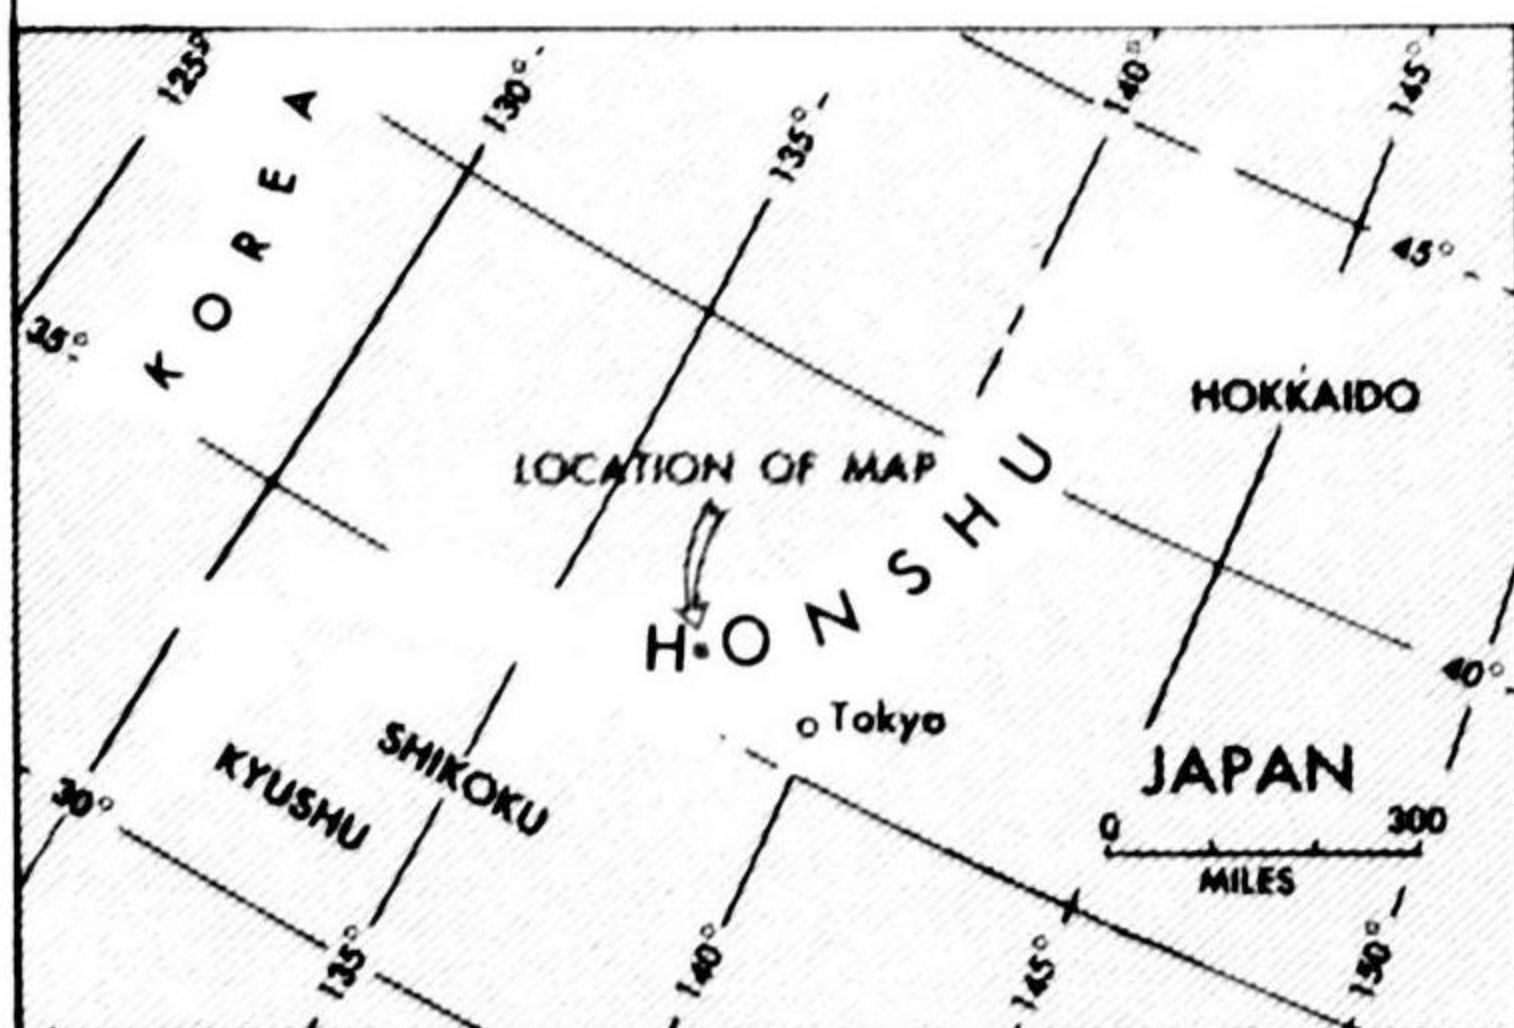 125°
130°
135°
140°
145°
KOREA
45°
35°
HOKKAIDO
LOCATION OF MAP
HONSHU
40°
Tokyo
SHIKOKU
KYUSHU
JAPAN
30°
0 300
MILES
135°
140°
145°
150°